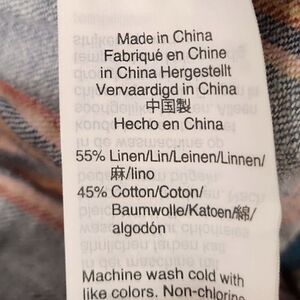 Made in China
Fabriqué en Chine
in China Hergestellt
Vervaardigd in China
中国製
Hecho en China
55% Linen/Lin/Leinen/Linnen/
麻/lino
45% Cotton/Coton/
Baumwolle/Katoen/綿/
algodón
Machine wash cold with
like colors. Non-chlorine